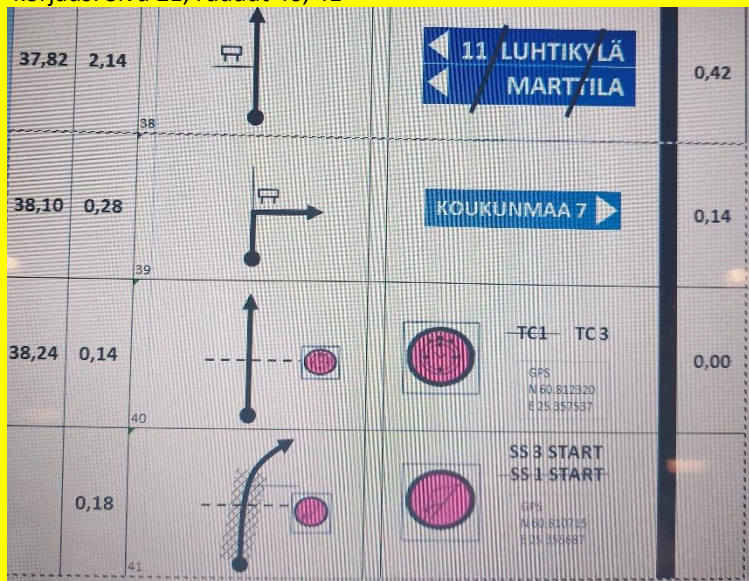 37,82 2,14 11 LUHTIKYLÄ 0,42
MARTTILA
38
38,10 0,28 KOUKUNMAA 7 0,14
39
TC1 TC 3
38,24 0,14 0,00
GPS
N 60.812320
E 25.357537
40
SS 3 START
SS 1 START
0,18
GPS
N 60.810715
41